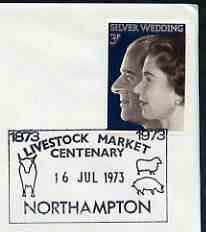 SILVER WEDDING
3P
1873 1973
LIVESTOCK MARKET
CENTENARY
16 JUL 1973
NORTHAMPTON